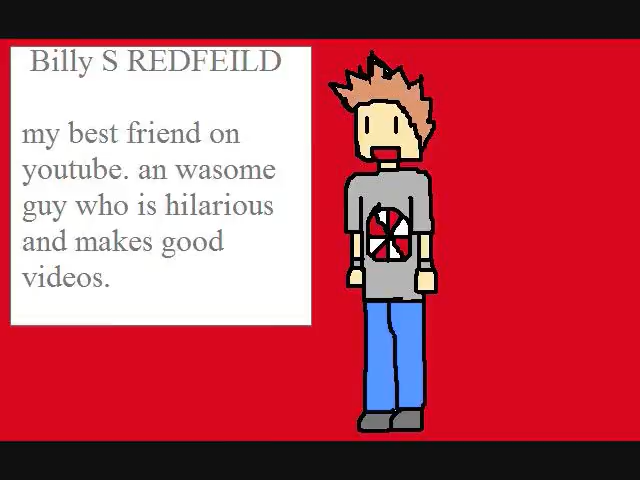 Billy S REDFEILD
my best friend on
youtube. an wasome
guy who is hilarious
and makes good
videos.